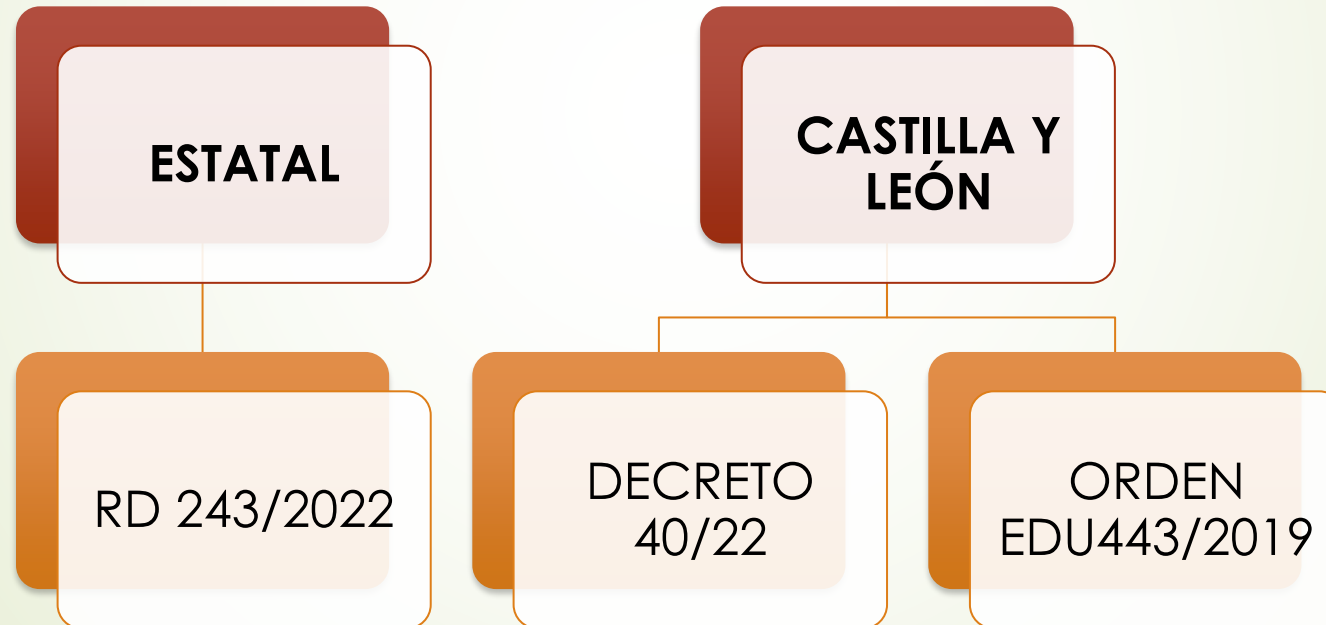 ESTATAL
CASTILLA Y
LEÓN
RD 243/2022
DECRETO
40/22
ORDEN
EDU443/2019